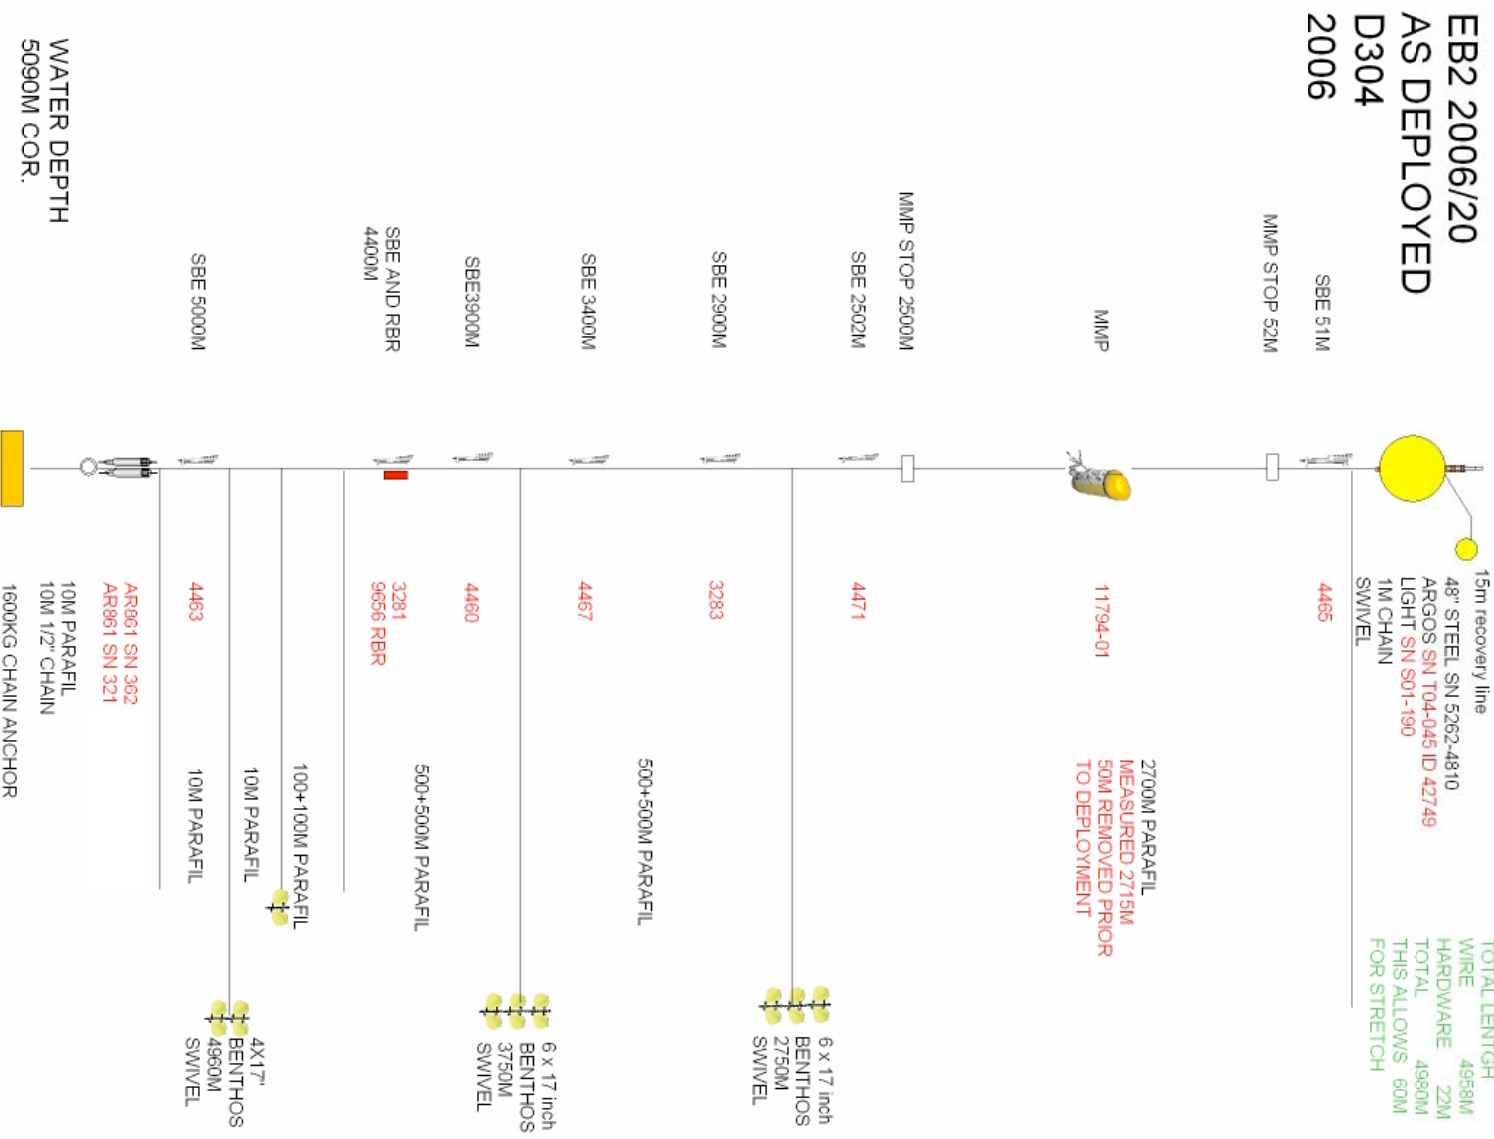 EB2 2006/20
AS DEPLOYED
D304
2006
15m recovery line
48" STEEL SN 5262-4810
ARGOS SN T04-045 ID 42749
LIGHT SN S01-190
1M CHAIN
SWIVEL
TOTAL LENTGH
WIRE 4958M
HARDWARE 22M
TOTAL 4980M
THIS ALLOWS 60M
FOR STRETCH
SBE 51M
4465
MMP STOP 52M
MMP
11794-01
2700M PARAFIL
MEASURED 2715M
50M REMOVED PRIOR
TO DEPLOYMENT
MMP STOP 2500M
SBE 2502M
4471
6 x 17 inch
BENTHOS
2750M
SWIVEL
SBE 2900M
3283
500+500M PARAFIL
SBE 3400M
4467
6 x 17 inch
BENTHOS
3750M
SWIVEL
SBE3900M
4460
500+500M PARAFIL
SBE AND RBR
4400M
3281
9656 RBR
100+100M PARAFIL
10M PARAFIL
4X17"
BENTHOS
4960M
SWIVEL
SBE 5000M
4463
10M PARAFIL
AR861 SN 362
AR861 SN 321
10M PARAFIL
10M 1/2" CHAIN
WATER DEPTH
5090M COR.
1600KG CHAIN ANCHOR